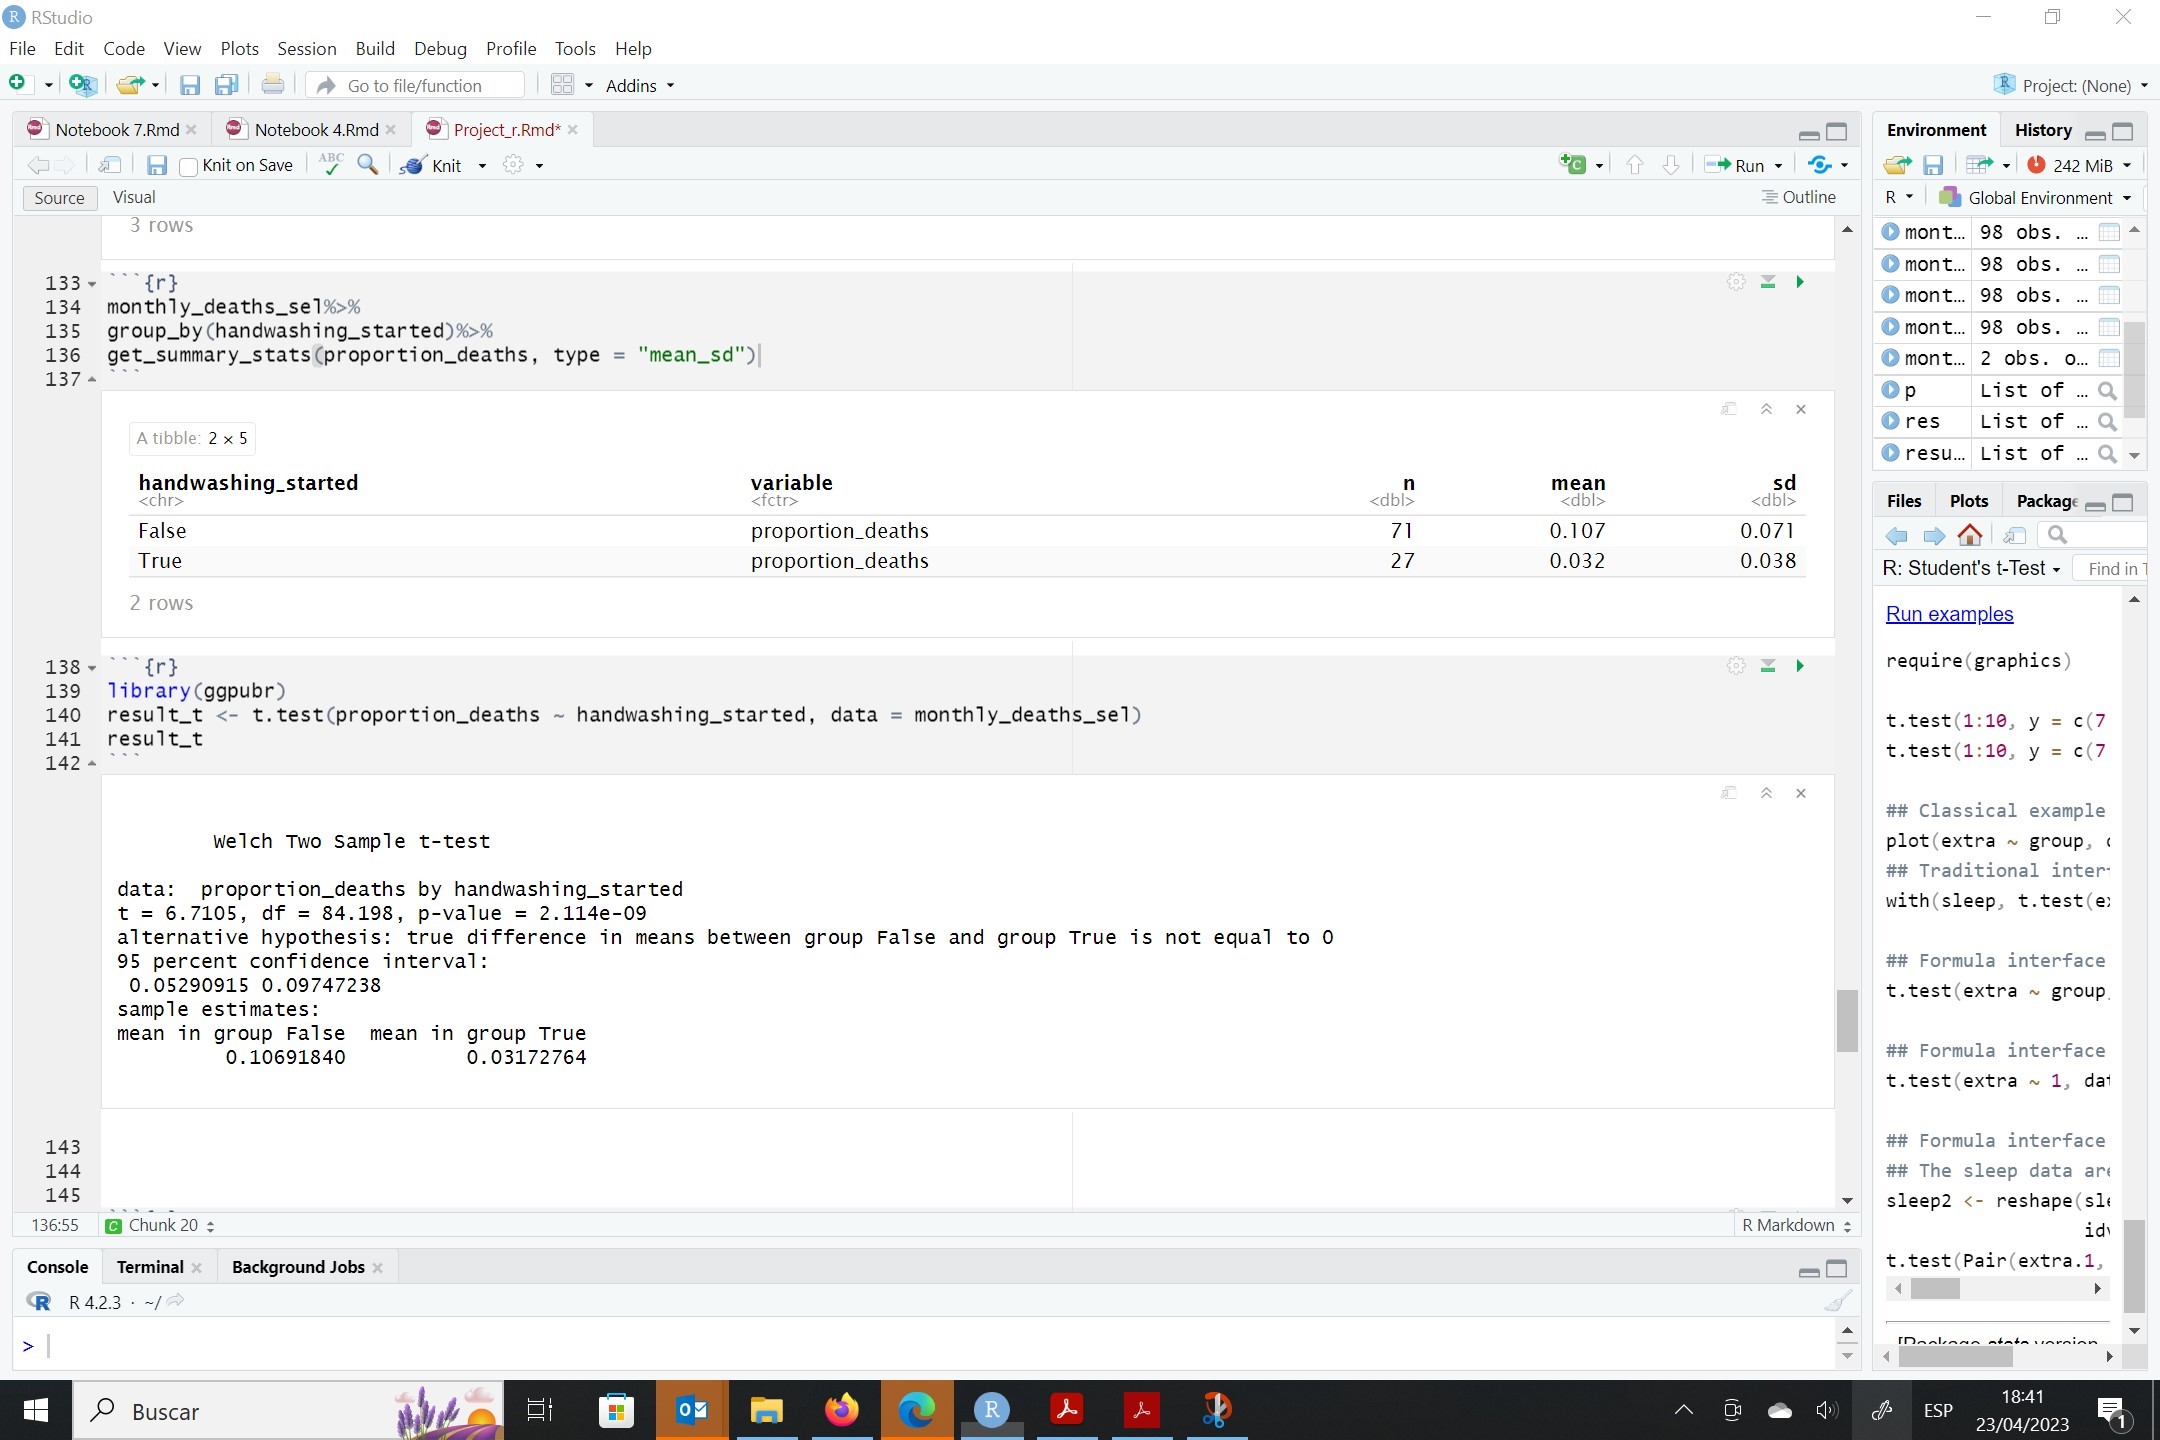 RStudio
File Edit Code View Plots Session Build Debug Profile Tools Help
Go to file/function Addins Project: (None)
Notebook 7.Rmd Notebook 4.Rmd Project_r.Rmd*
Knit on Save ABC Knit Run
Source Visual Outline
3 rows
133 ```{r}
134 monthly_deaths_sel%>%
135 group_by(handwashing_started)%>%
136 get_summary_stats(proportion_deaths, type = "mean_sd")
137 ```
A tibble: 2 × 5
handwashing_started variable n mean sd
<chr> <fctr> <dbl> <dbl> <dbl>
False proportion_deaths 71 0.107 0.071
True proportion_deaths 27 0.032 0.038
2 rows
138 ```{r}
139 library(ggpubr)
140 result_t <- t.test(proportion_deaths ~ handwashing_started, data = monthly_deaths_sel)
141 result_t
142 ```
Welch Two Sample t-test
data: proportion_deaths by handwashing_started
t = 6.7105, df = 84.198, p-value = 2.114e-09
alternative hypothesis: true difference in means between group False and group True is not equal to 0
95 percent confidence interval:
0.05290915 0.09747238
sample estimates:
mean in group False mean in group True
0.10691840 0.03172764
143
144
145
136:55 Chunk 20 R Markdown
Console Terminal Background Jobs
R 4.2.3 · ~/
>
Environment History
242 MiB
R Global Environment
mont... 98 obs. ...
mont... 98 obs. ...
mont... 98 obs. ...
mont... 98 obs. ...
mont... 2 obs. o...
p List of ...
res List of ...
resu... List of ...
Files Plots Package
R: Student's t-Test Find in T
Run examples
require(graphics)
t.test(1:10, y = c(7
t.test(1:10, y = c(7
## Classical example
plot(extra ~ group,
## Traditional inter
with(sleep, t.test(ex
## Formula interface
t.test(extra ~ group,
## Formula interface
t.test(extra ~ 1, dat
## Formula interface
## The sleep data are
sleep2 <- reshape(sle
idv
t.test(Pair(extra.1,
Buscar
ESP
18:41
23/04/2023
1